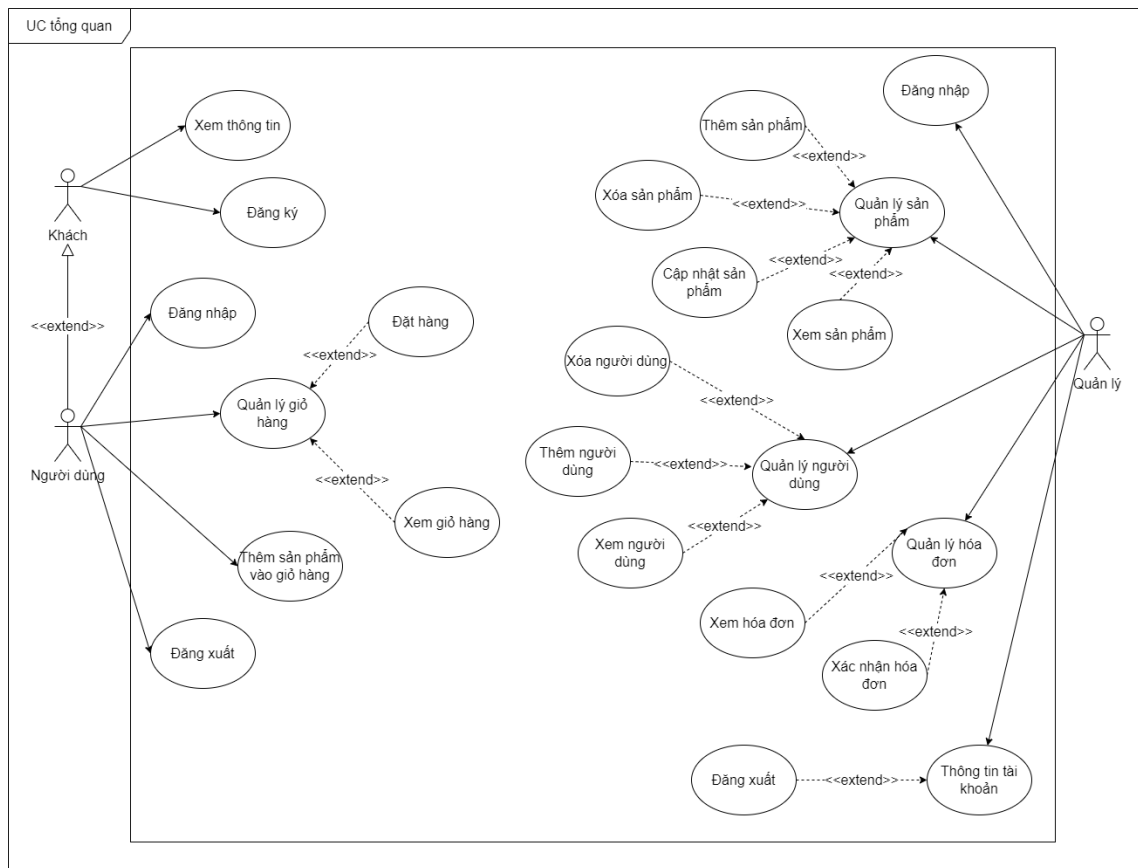 UC tổng quan
Xem thông tin
Đăng ký
Khách
<<extend>>
Đăng nhập
Người dùng
Quản lý giỏ
hàng
Đặt hàng
<<extend>>
<<extend>>
Xem giỏ hàng
Thêm sản phẩm
vào giỏ hàng
Đăng xuất
Đăng nhập
Thêm sản phẩm
<<extend>>
Xóa sản phẩm
<<extend>>
Quản lý sản
phẩm
Cập nhật sản
phẩm
<<extend>>
<<extend>>
Xem sản phẩm
Quản lý
Xóa người dùng
<<extend>>
Thêm người
dùng
<<extend>>
Quản lý người
dùng
Xem người
dùng
<<extend>>
Quản lý hóa
đơn
<<extend>>
Xem hóa đơn
<<extend>>
Xác nhận hóa
đơn
Đăng xuất
<<extend>>
Thông tin tài
khoản